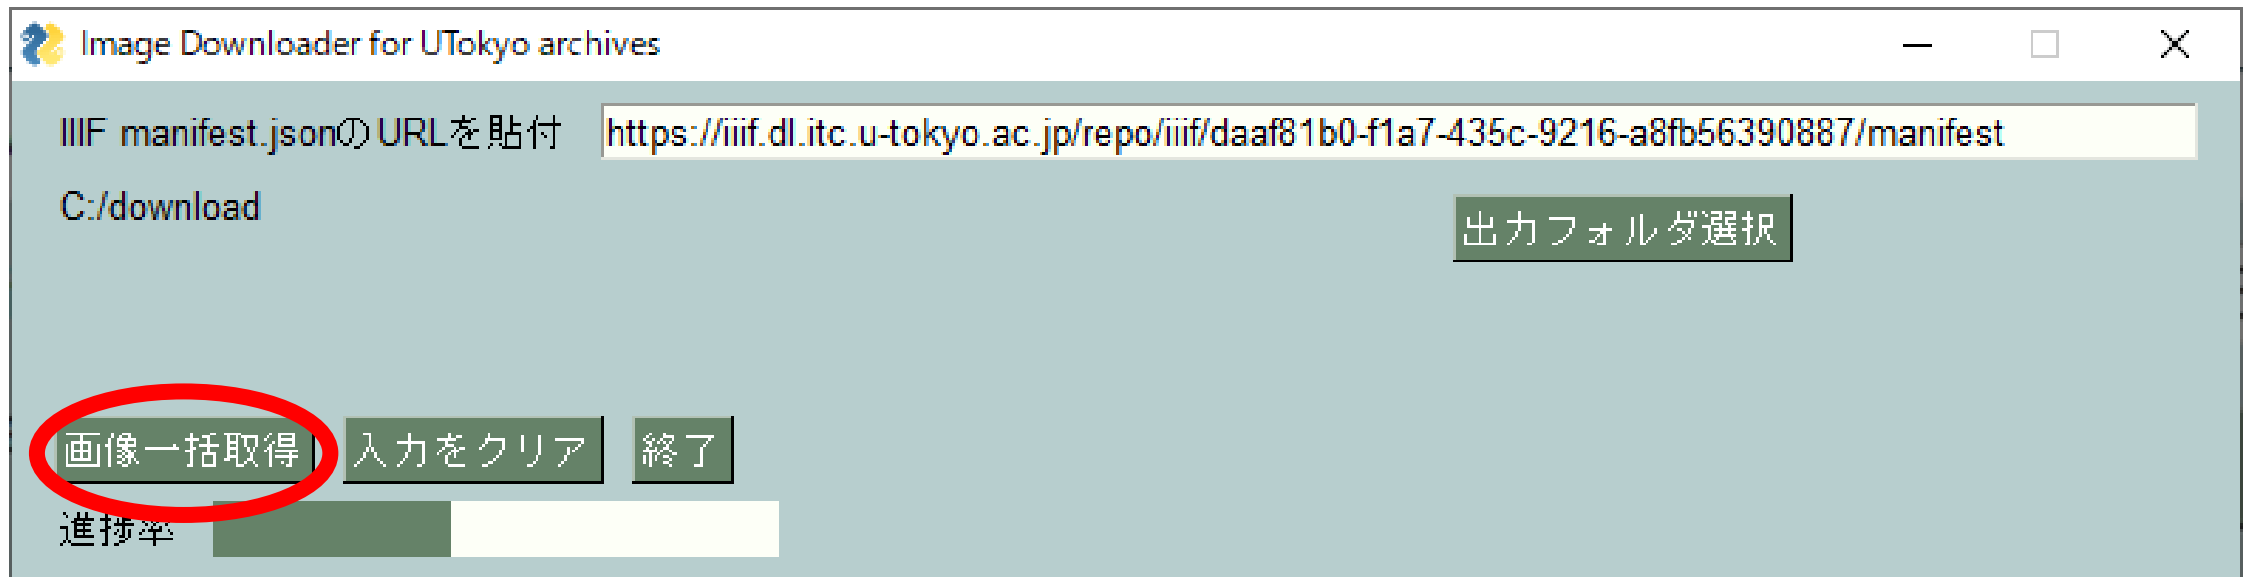 Image Downloader for UTokyo archives
IIIF manifest.jsonのURLを貼付 https://iiif.dl.itc.u-tokyo.ac.jp/repo/iiif/daaf81b0-f1a7-435c-9216-a8fb56390887/manifest
C:/download
出力フォルダ選択
画像一括取得 入力をクリア 終了
進捗率